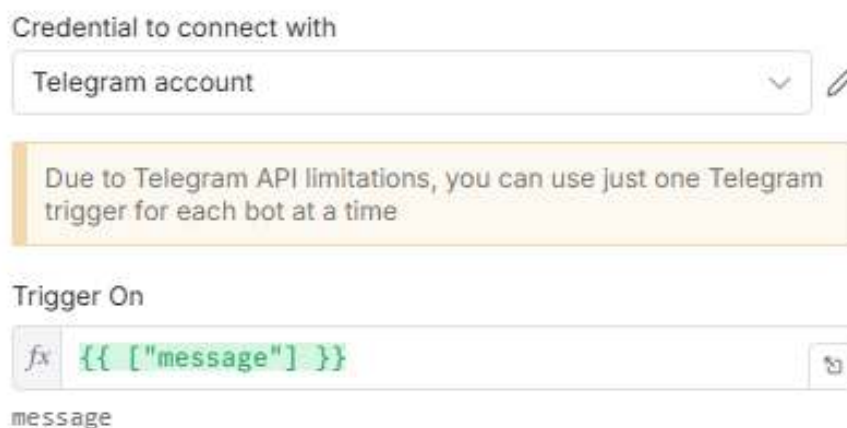 Credential to connect with
Telegram account
Due to Telegram API limitations, you can use just one Telegram
trigger for each bot at a time
Trigger On
fx {{ ["message"] }}
message